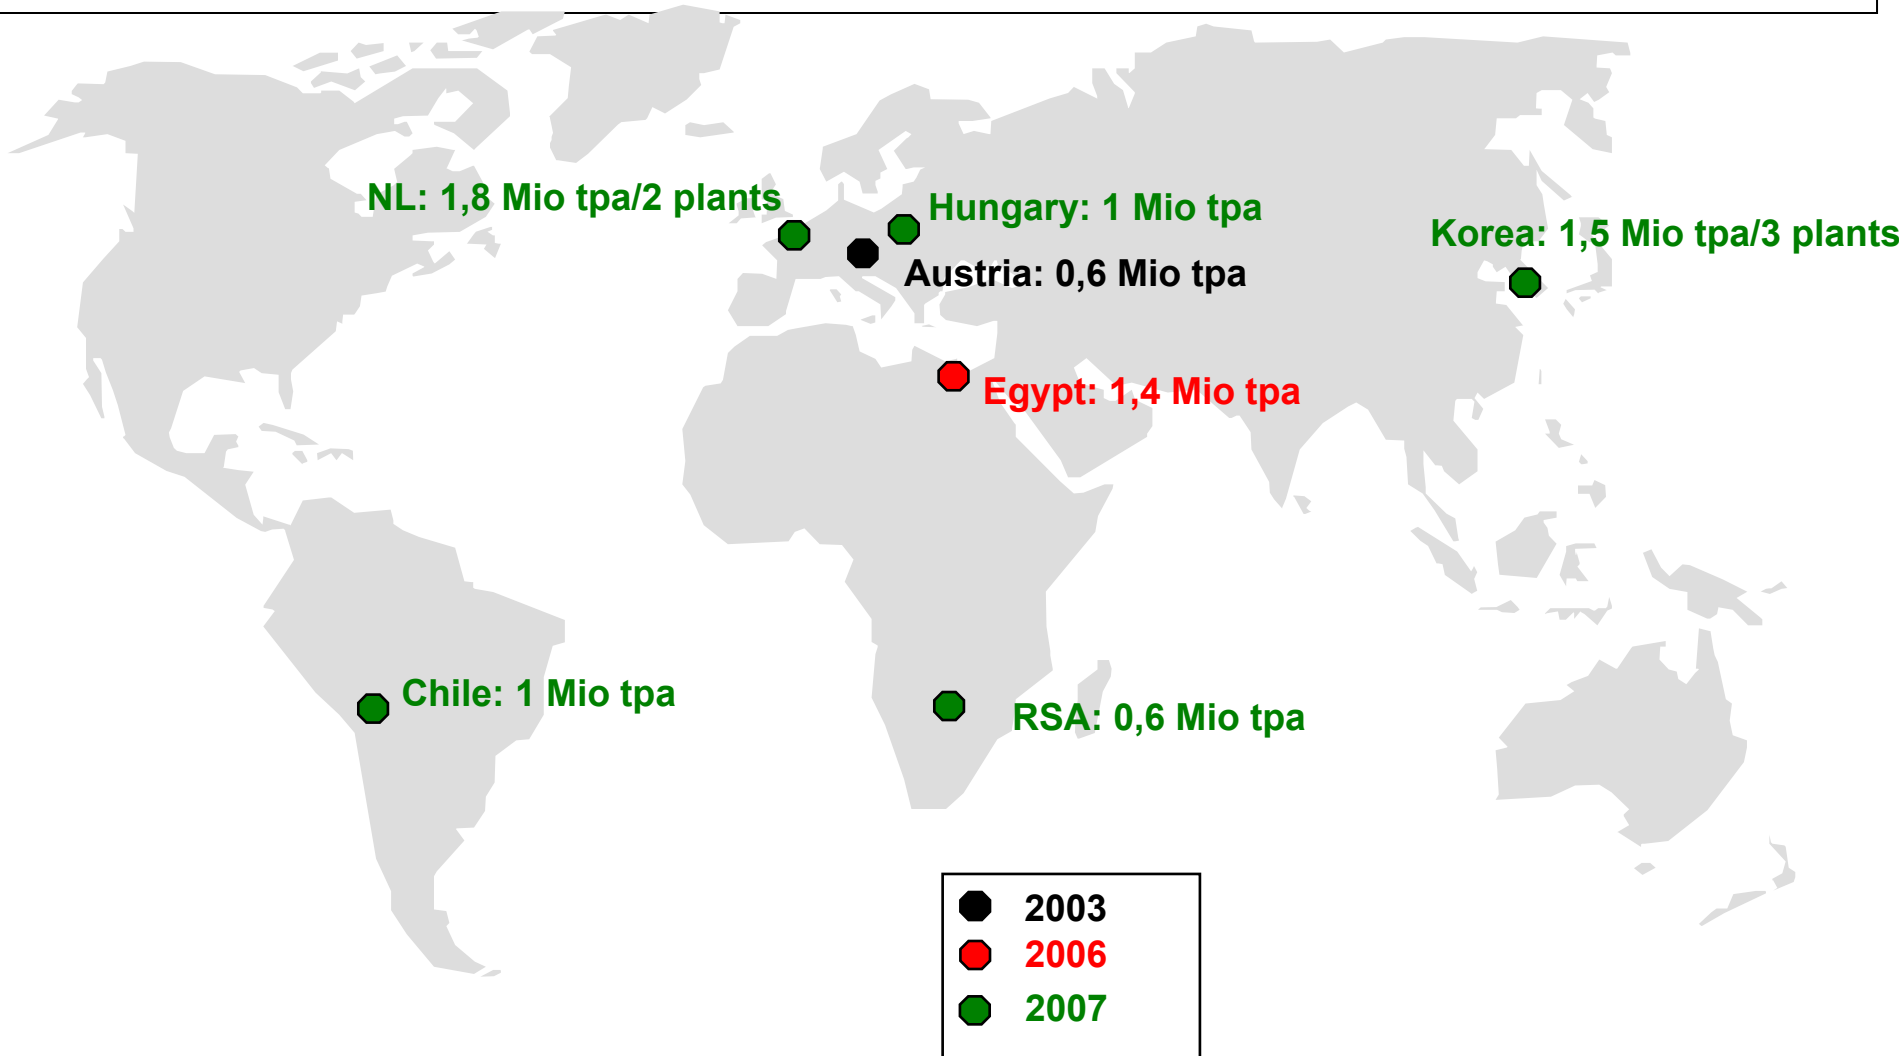 NL: 1,8 Mio tpa/2 plants
Hungary: 1 Mio tpa
Korea: 1,5 Mio tpa/3 plants
Austria: 0,6 Mio tpa
Egypt: 1,4 Mio tpa
Chile: 1 Mio tpa
RSA: 0,6 Mio tpa
2003
2006
2007